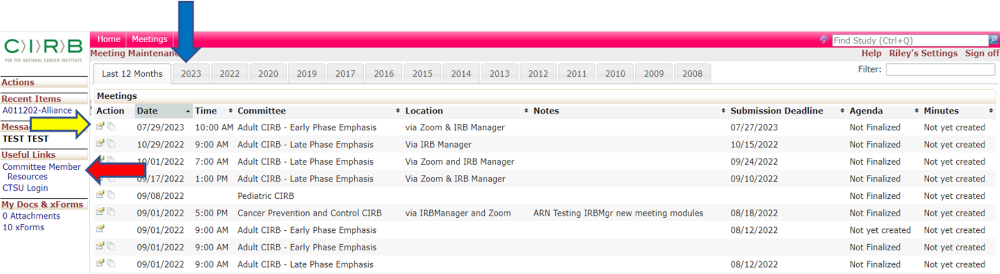 C)I)R)B
FOR THE NATIONAL CANCER INSTITUTE
Home Meetings
Find Study (Ctrl+Q)
Meeting Maintenan
Help Riley's Settings Sign off
Last 12 Months 2023 2022 2020 2019 2017 2016 2015 2014 2013 2012 2011 2010 2009 2008
Filter:
Actions
Recent Items
A011202-Alliance
Messa
TEST TEST
Useful Links
Committee Member
Resources
CTSU Login
My Docs & xForms
0 Attachments
10 xForms
Meetings
Action Date Time Committee Location Notes Submission Deadline Agenda Minutes
07/29/2023 10:00 AM Adult CIRB - Early Phase Emphasis via Zoom & IRB Manager 07/27/2023 Not Finalized Not yet created
10/29/2022 9:00 AM Adult CIRB - Late Phase Emphasis Via IRB Manager 10/15/2022 Not Finalized Not yet created
10/01/2022 7:00 AM Adult CIRB - Late Phase Emphasis Via Zoom and IRB Manager 09/24/2022 Not Finalized Not yet created
09/17/2022 1:00 PM Adult CIRB - Late Phase Emphasis Via Zoom & IRB Manager 09/10/2022 Not Finalized Not yet created
09/08/2022 Pediatric CIRB Not Finalized Not yet created
09/01/2022 5:00 PM Cancer Prevention and Control CIRB via IRBManager and Zoom ARN Testing IRBMgr new meeting modules 08/18/2022 Not Finalized Not yet created
09/01/2022 9:00 AM Adult CIRB - Early Phase Emphasis 08/12/2022 Not yet created Not yet created
09/01/2022 9:00 AM Adult CIRB - Early Phase Emphasis Not Finalized Not yet created
09/01/2022 9:00 AM Adult CIRB - Late Phase Emphasis 08/12/2022 Not Finalized Not yet created